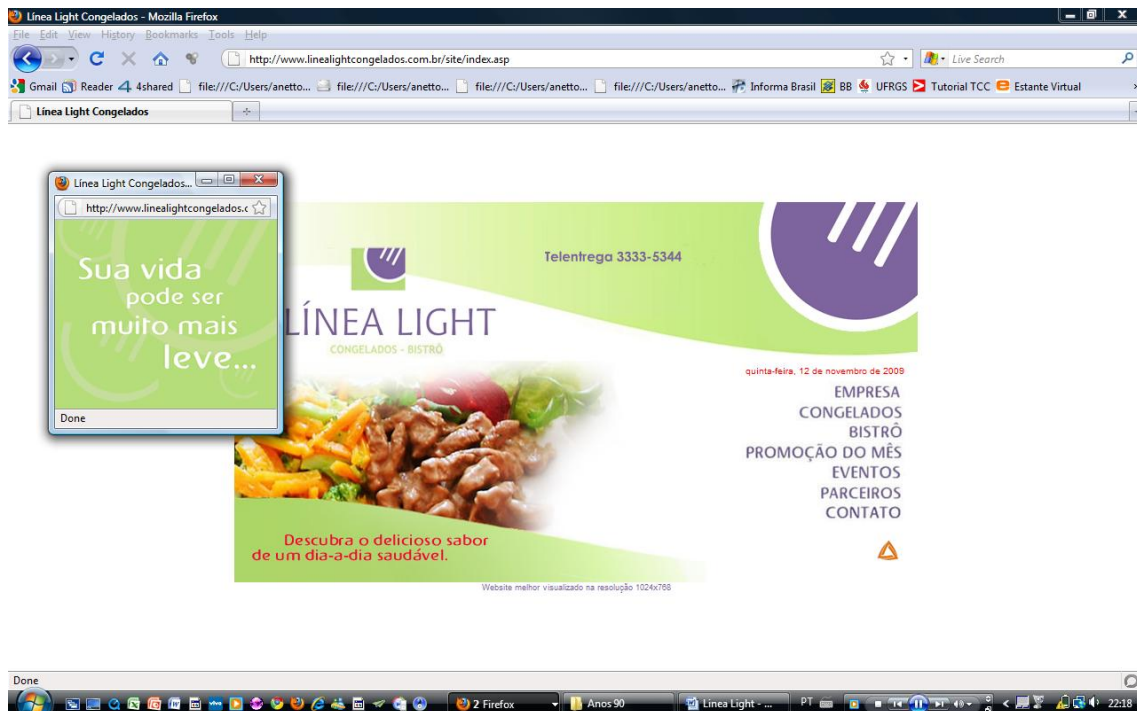 Línea Light Congelados - Mozilla Firefox
File Edit View History Bookmarks Tools Help
http://www.linealightcongelados.com.br/site/index.asp
Live Search
Gmail Reader 4shared file:///C:/Users/anetto... file:///C:/Users/anetto... file:///C:/Users/anetto... file:///C:/Users/anetto... Informa Brasil BB UFRGS Tutorial TCC Estante Virtual
Línea Light Congelados
Línea Light Congelados...
http://www.linealightcongelados.c
Sua vida
pode ser
muito mais
leve...
Done
Telentrega 3333-5344
LÍNEA LIGHT
CONGELADOS - BISTRÔ
quinta-feira, 12 de novembro de 2009
EMPRESA
CONGELADOS
BISTRÔ
PROMOÇÃO DO MÊS
EVENTOS
PARCEIROS
CONTATO
Descubra o delicioso sabor
de um dia-a-dia saudável.
Website melhor visualizado na resolução 1024x768
Done
2 Firefox Anos 90 Linea Light - ... PT 22:18